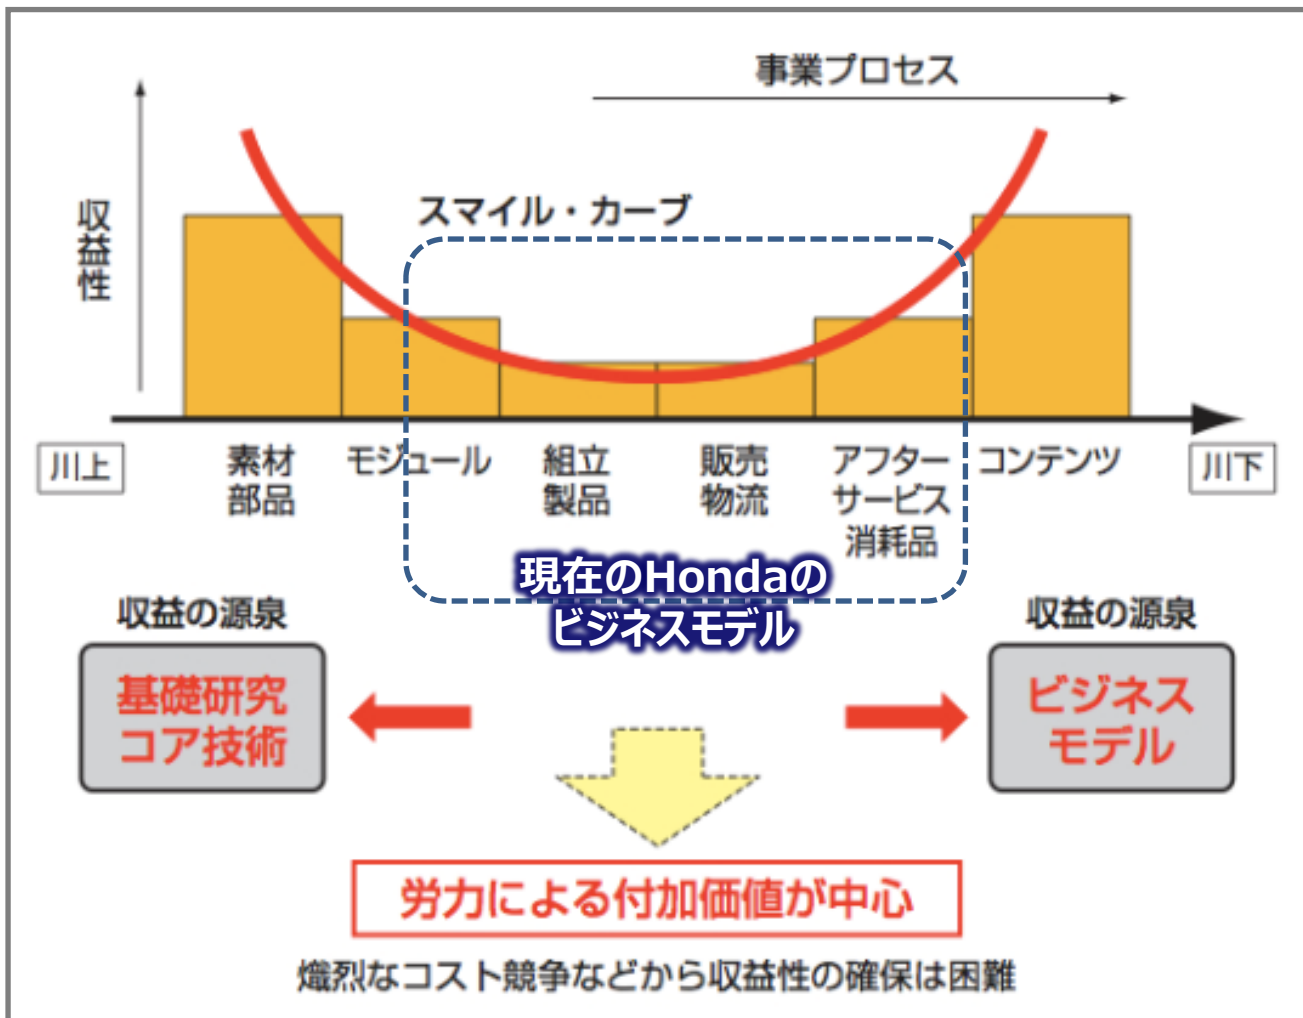 事業プロセス
収益性
スマイル・カーブ
川上
素材
部品
モジュール
組立
製品
販売
物流
アフター
サービス
消耗品
コンテンツ
川下
現在のHondaの
ビジネスモデル
収益の源泉
基礎研究
コア技術
収益の源泉
ビジネス
モデル
労力による付加価値が中心
熾烈なコスト競争などから収益性の確保は困難